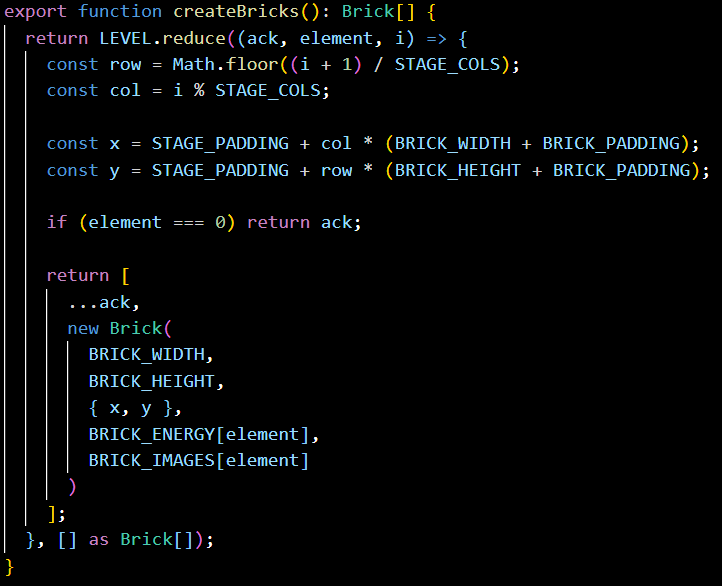 export function createBricks(): Brick[] {
  return LEVEL.reduce((ack, element, i) => {
    const row = Math.floor((i + 1) / STAGE_COLS);
    const col = i % STAGE_COLS;

    const x = STAGE_PADDING + col * (BRICK_WIDTH + BRICK_PADDING);
    const y = STAGE_PADDING + row * (BRICK_HEIGHT + BRICK_PADDING);

    if (element === 0) return ack;

    return [
      ...ack,
      new Brick(
        BRICK_WIDTH,
        BRICK_HEIGHT,
        { x, y },
        BRICK_ENERGY[element],
        BRICK_IMAGES[element]
      )
    ];
  }, [] as Brick[]);
}